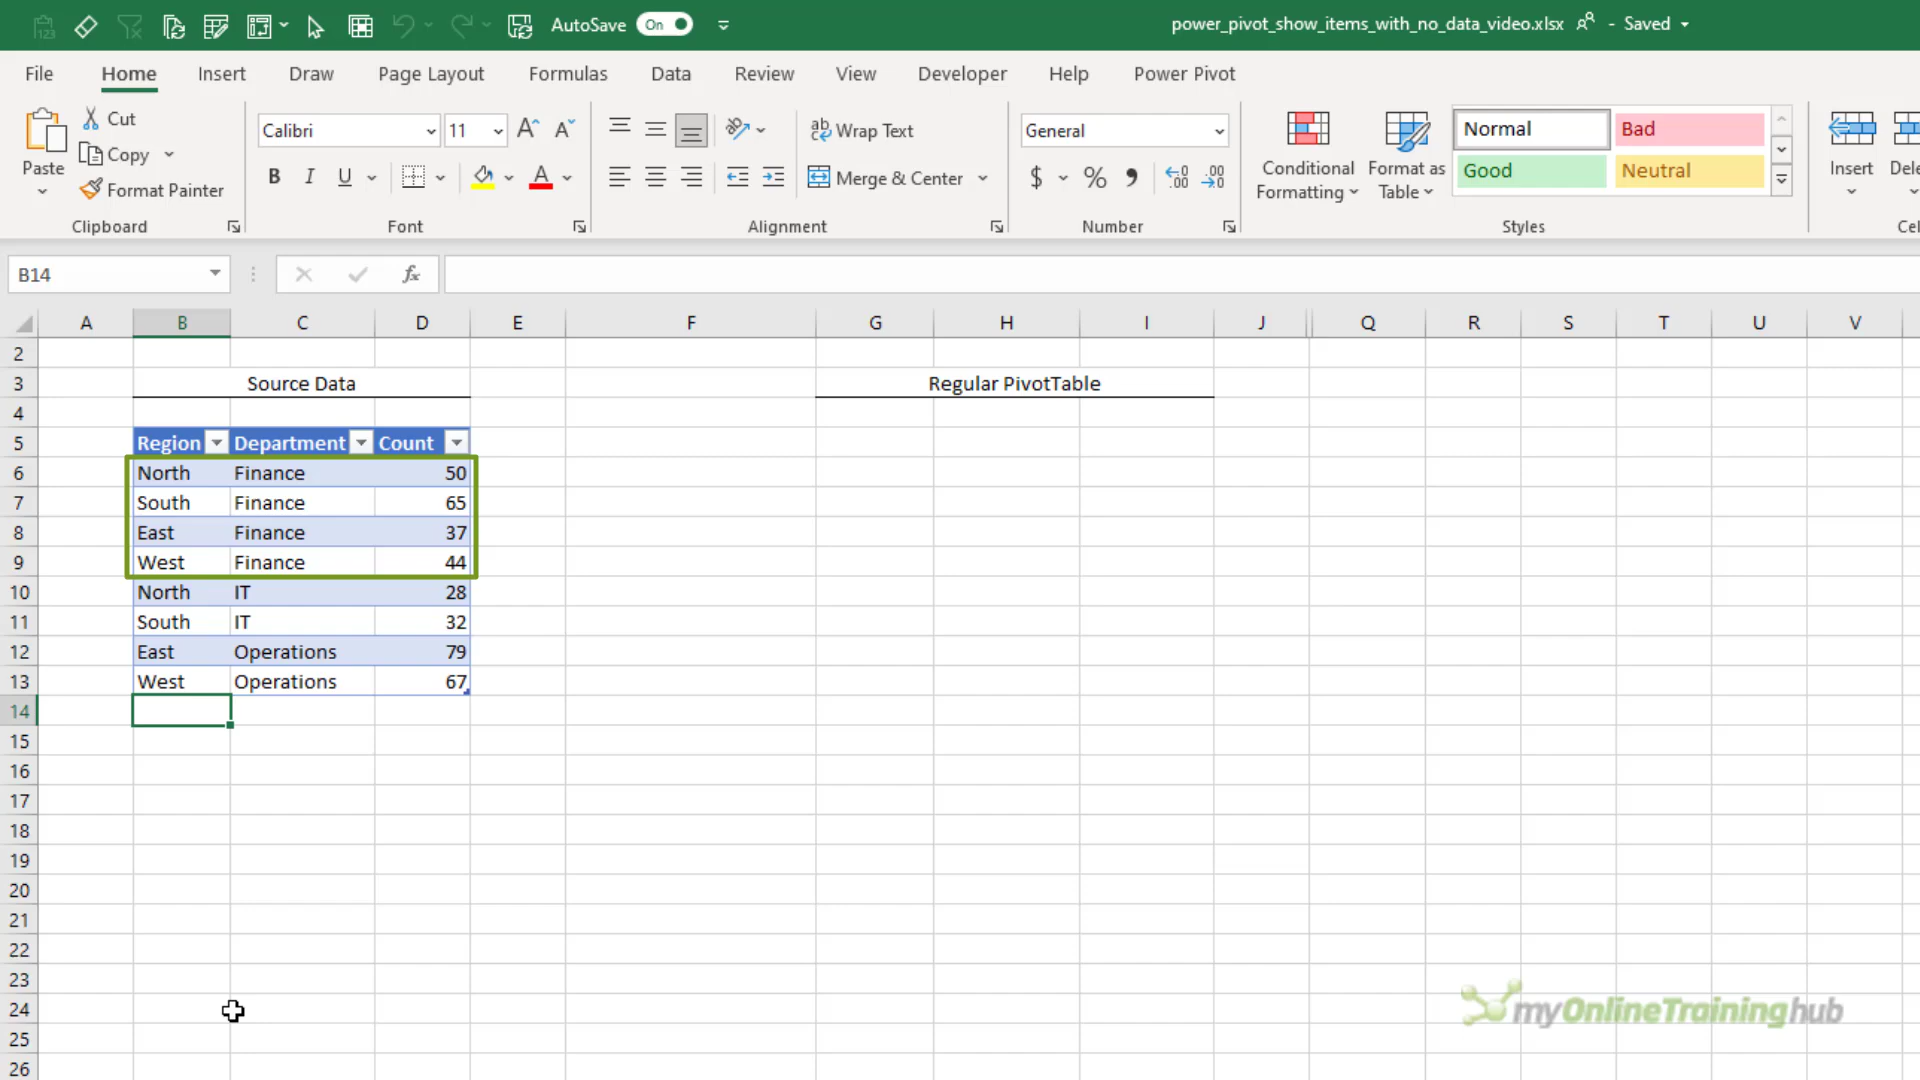 AutoSave On power_pivot_show_items_with_no_data_video.xlsx - Saved
File Home Insert Draw Page Layout Formulas Data Review View Developer Help Power Pivot
Paste Cut Copy Format Painter
Clipboard
Calibri 11
B I U
Font
ab Wrap Text
Merge & Center
Alignment
General
$ % 9
Number
Conditional Formatting
Format as Table
Normal Bad
Good Neutral
Styles
Insert Dele
Cel
B14 fx
A B C D E F G H I J Q R S T U V
2
3 Source Data Regular PivotTable
4
5 Region Department Count
6 North Finance 50
7 South Finance 65
8 East Finance 37
9 West Finance 44
10 North IT 28
11 South IT 32
12 East Operations 79
13 West Operations 67
14
15
16
17
18
19
20
21
22
23
24 myOnlineTraininghub
25
26